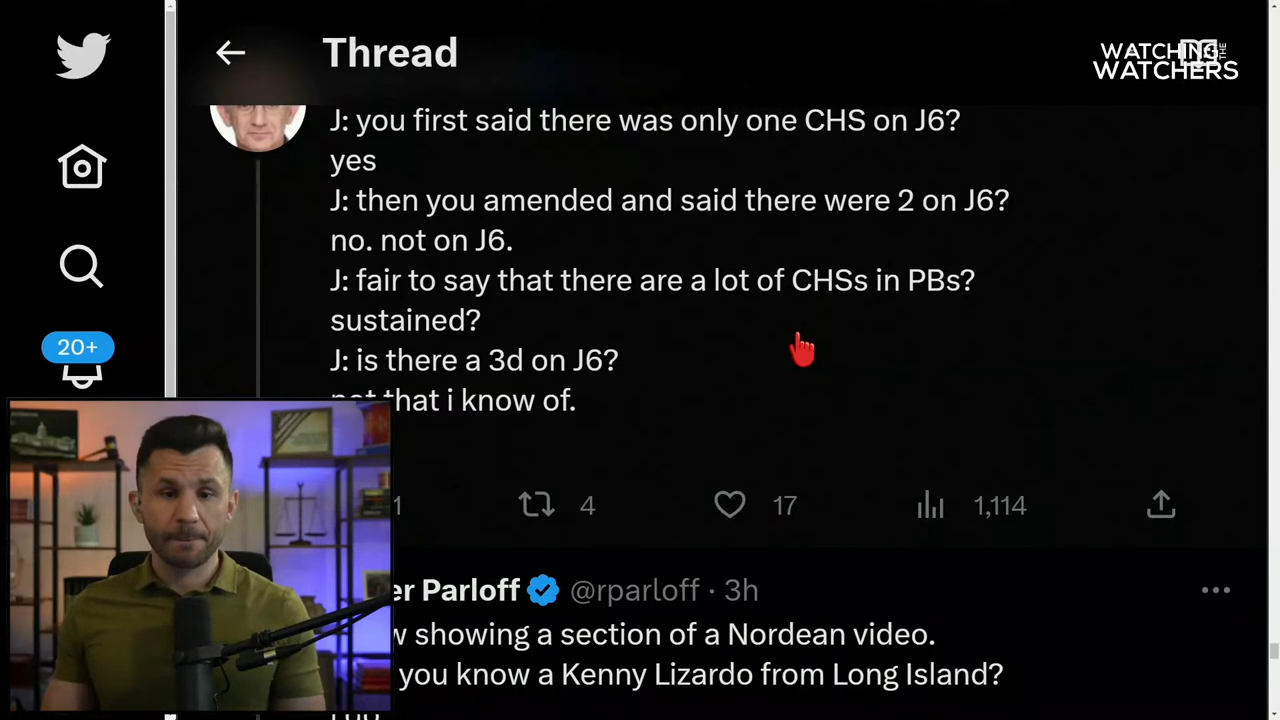 Thread
WATCHING THE
WATCHERS
J: you first said there was only one CHS on J6?
yes
J: then you amended and said there were 2 on J6?
no. not on J6.
J: fair to say that there are a lot of CHSs in PBs?
sustained?
J: is there a 3d on J6?
that i know of.
20+
1 4 17 1,114
er Parloff @rparloff · 3h
w showing a section of a Nordean video.
you know a Kenny Lizardo from Long Island?